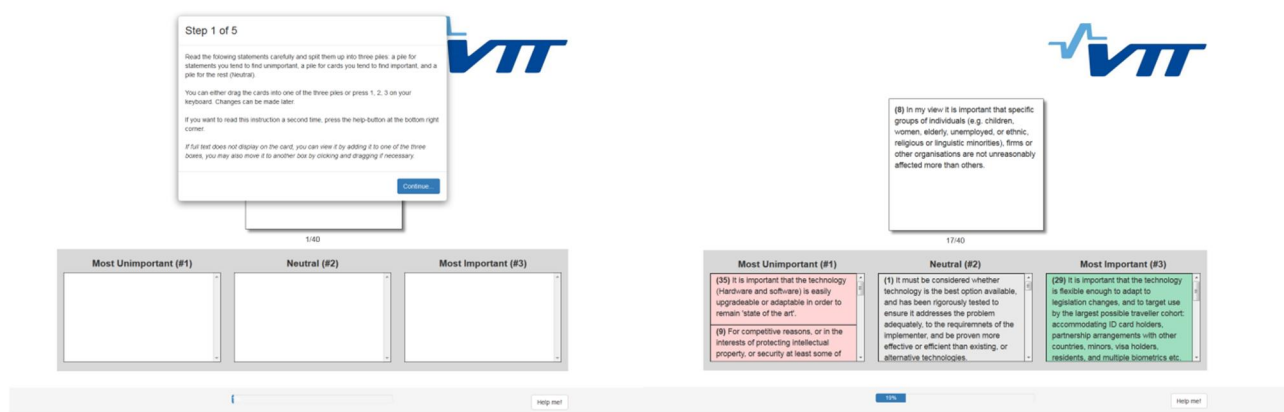 Step 1 of 5
Read the following statements carefully and split them up into three piles: a pile for
statements you tend to find unimportant, a pile for cards you tend to find important, and a
pile for the rest (Neutral).
You can either drag the cards into one of the three piles or press 1, 2, 3 on your
keyboard. Changes can be made later.
If you want to read this instruction a second time, press the help-button at the bottom right
corner.
If full text does not display on the card, you can view it by adding it to one of the three
boxes, you may also move it to another box by clicking and dragging if necessary.
Continue...
VTT
1/40
Most Unimportant (#1)
Neutral (#2)
Most Important (#3)
Help me!
VTT
(8) In my view it is important that specific
groups of individuals (e.g. children,
women, elderly, unemployed, or ethnic,
religious or linguistic minorities), firms or
other organisations are not unreasonably
affected more than others.
17/40
Most Unimportant (#1)
(35) It is important that the technology
(Hardware and software) is easily
upgradeable or adaptable in order to
remain 'state of the art'.
(9) For competitive reasons, or in the
interests of protecting intellectual
property, or security at least some of
Neutral (#2)
(1) It must be considered whether
technology is the best option available,
and has been rigorously tested to
ensure it addresses the problem
adequately, to the requiremnets of the
implementer, and be proven more
effective or efficient than existing, or
alternative technologies.
Most Important (#3)
(29) It is important that the technology
is flexible enough to adapt to
legislation changes, and to target use
by the largest possible traveller cohort:
accommodating ID card holders,
partnership arrangements with other
countries, minors, visa holders,
residents, and multiple biometrics etc.
Help me!